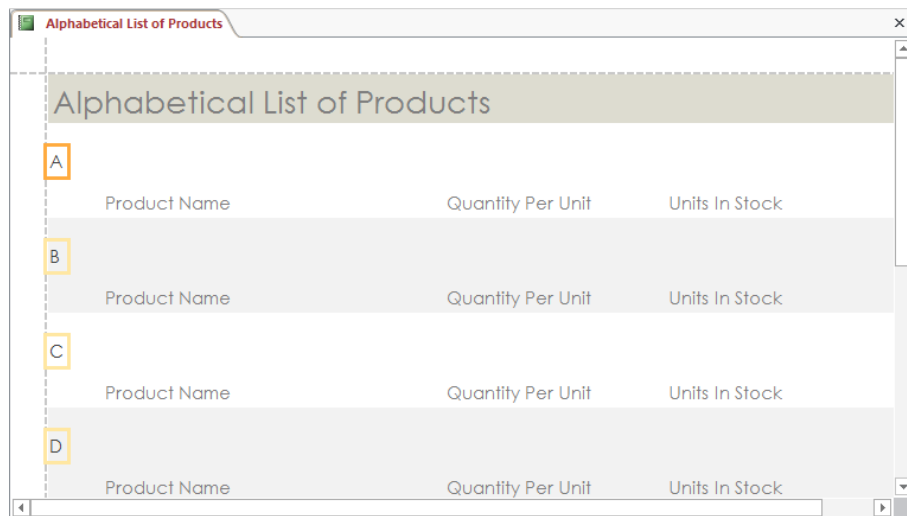 Alphabetical List of Products
Alphabetical List of Products
A
Product Name Quantity Per Unit Units In Stock
B
Product Name Quantity Per Unit Units In Stock
C
Product Name Quantity Per Unit Units In Stock
D
Product Name Quantity Per Unit Units In Stock